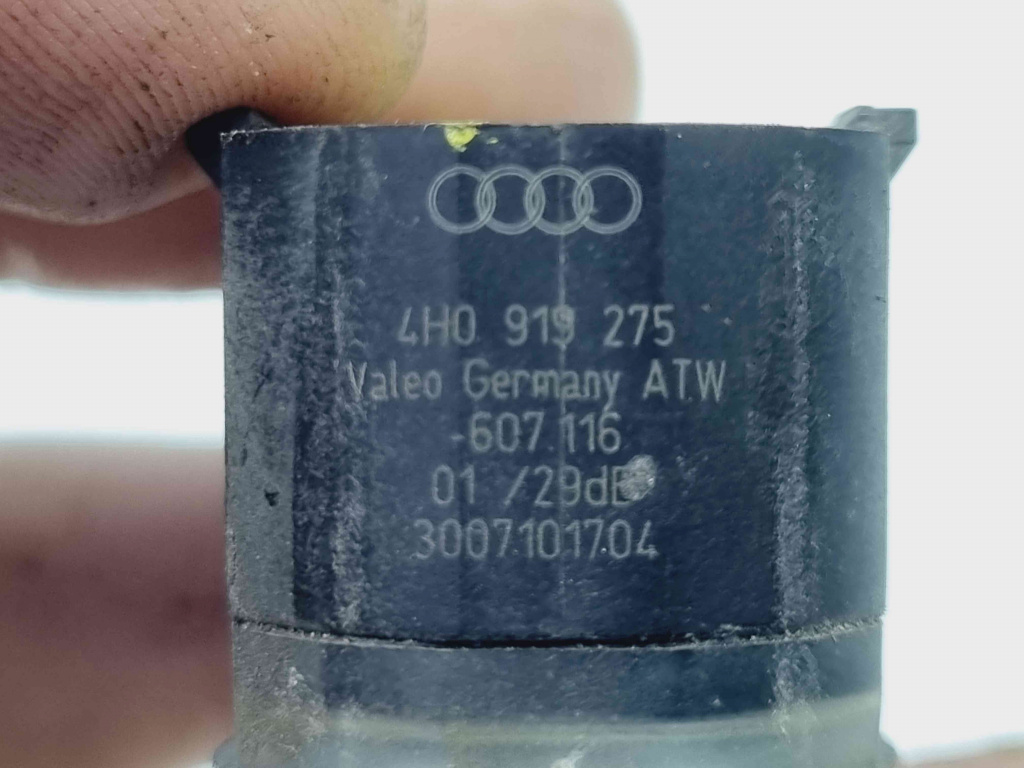 4H0 919 275
Valeo Germany ATW
607.116
01 /29dB
3007101704